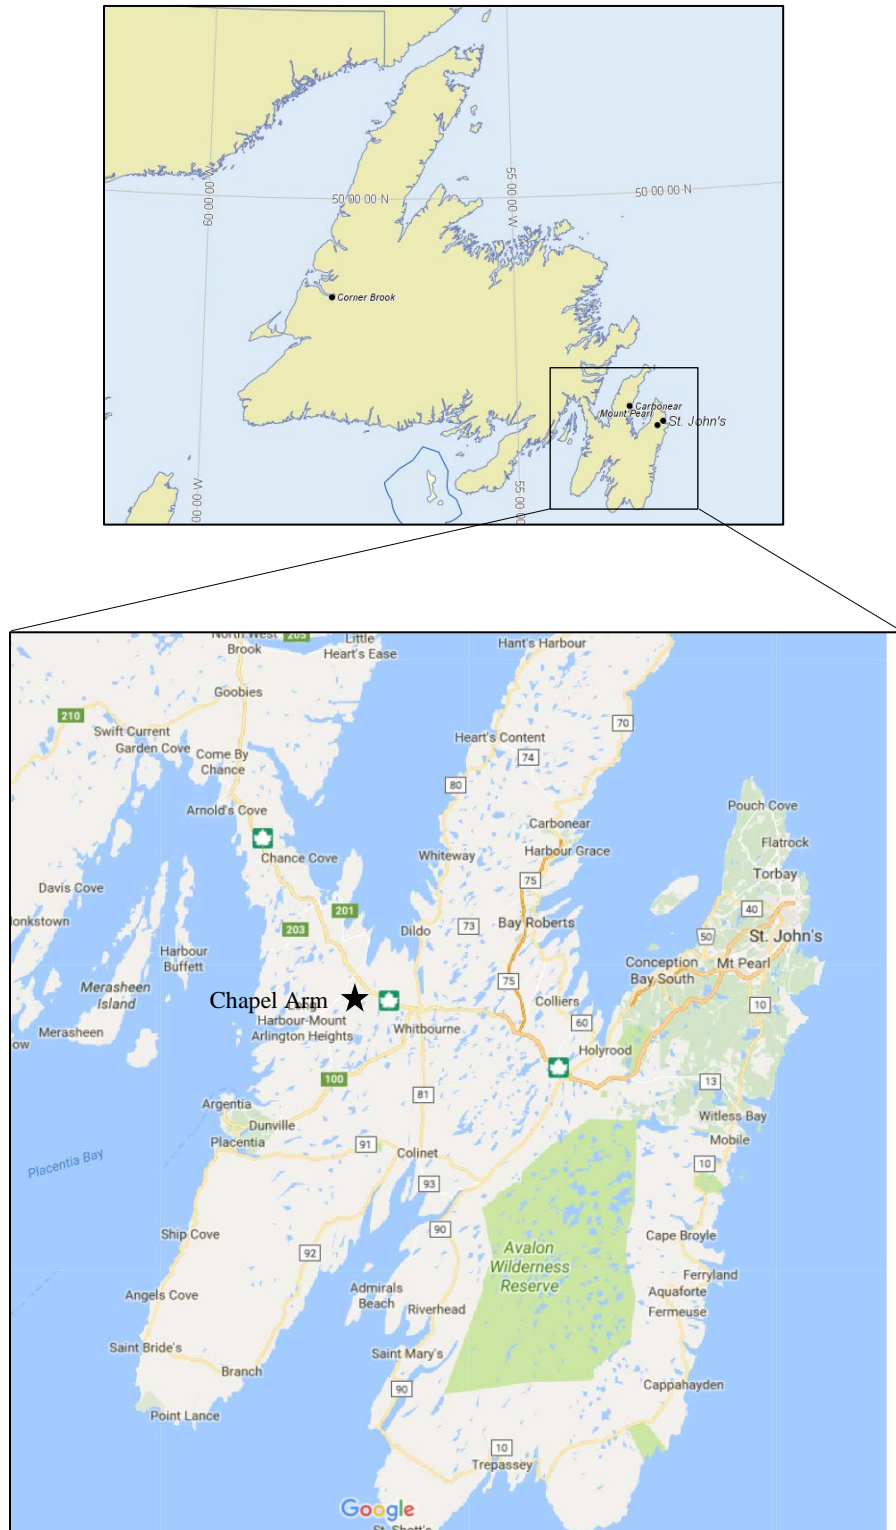 60 00 00 W
50 00 00 N
55 00 00 W
50 00 00 N
Corner Brook
Carbonear
Mount Pearl
St. John's
00 00 W
55 00 00
North West
Brook
205
Little
Heart's Ease
Hant's Harbour
Goobies
210
Swift Current
Garden Cove
Come By
Chance
Heart's Content
70
74
80
Arnold's Cove
Pouch Cove
Carbonear
Flatrock
Chance Cove
Whiteway
Harbour Grace
Torbay
75
Davis Cove
201
40
onkstown
203
Dildo
73
Bay Roberts
50
St. John's
Harbour
Buffett
Conception
Bay South
Mt Pearl
75
Merasheen
Island
Chapel Arm
Colliers
10
Long
Harbour-Mount
Arlington Heights
Whitbourne
60
Merasheen
ow
Holyrood
100
13
81
Argentia
Dunville
Placentia
Witless Bay
Mobile
91
Colinet
Placentia Bay
10
93
90
Ship Cove
92
Cape Broyle
Avalon
Wilderness
Reserve
Ferryland
Aquaforte
Fermeuse
Angels Cove
Admirals
Beach
Riverhead
Saint Bride's
Saint Mary's
Branch
90
Cappahayden
Point Lance
10
Trepassey
Google
St. Shott's